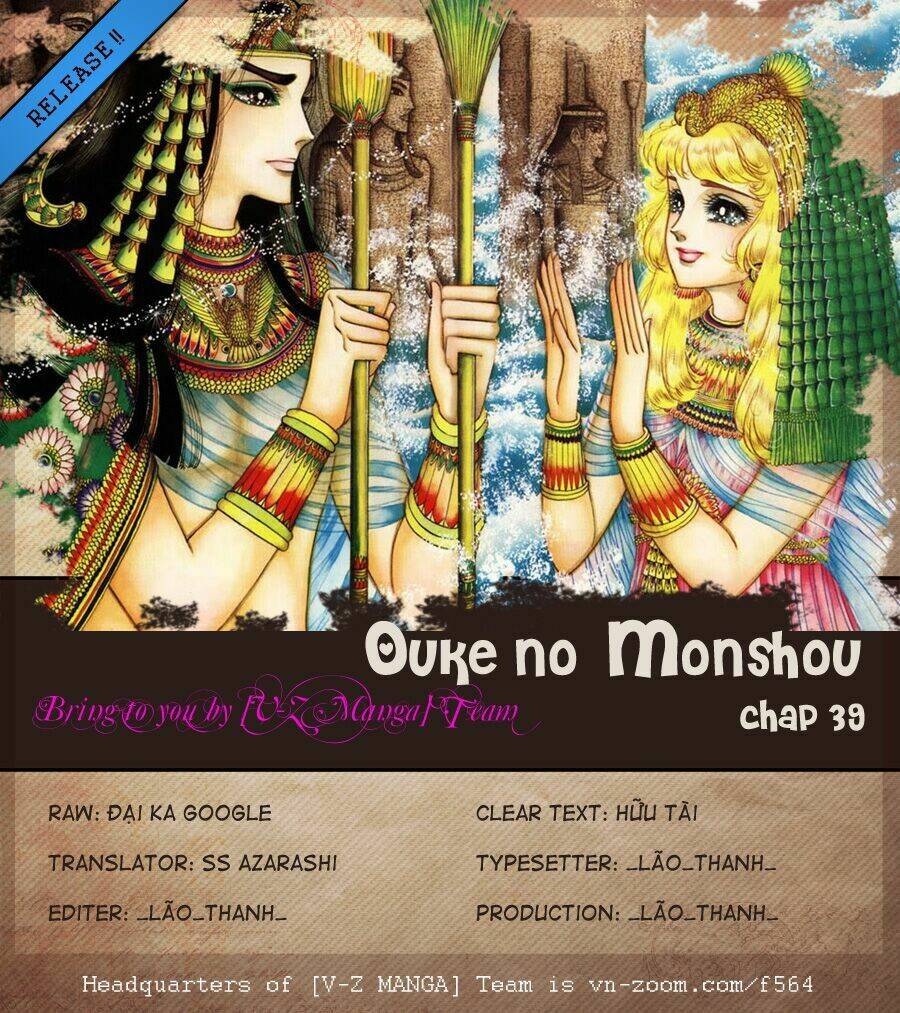 RELEASE !!
Ouke no Monshou
Bring to you by [V-Z Manga] Team
chap 39
RAW: ĐẠI KA GOOGLE
CLEAR TEXT: HỮU TÀI
TRANSLATOR: SS AZARASHI
TYPESETTER: _LÃO_THANH_
EDITER: _LÃO_THANH_
PRODUCTION: _LÃO_THANH_
Headquarters of [V-Z MANGA] Team is vn-zoom.com/f564